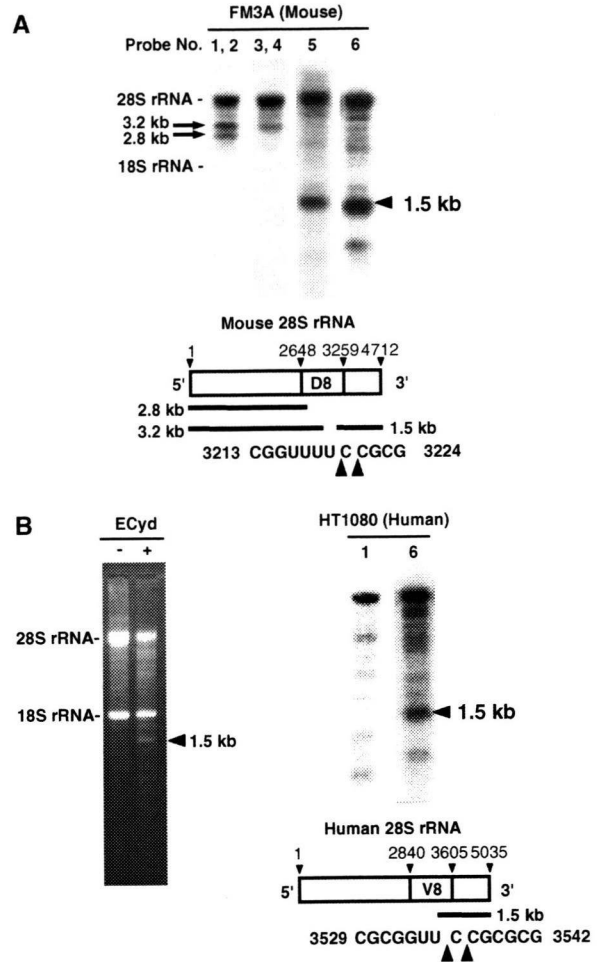 A
FM3A (Mouse)
Probe No. 1, 2 3, 4 5 6
28S rRNA -
3.2 kb
2.8 kb
18S rRNA -
1.5 kb
Mouse 28S rRNA
1 2648 3259 4712
5' D8 3'
2.8 kb
3.2 kb 1.5 kb
3213 CGGUUUU C CGCG 3224
B
ECyd
- +
28S rRNA-
18S rRNA-
1.5 kb
HT1080 (Human)
1 6
1.5 kb
Human 28S rRNA
1 2840 3605 5035
5' V8 3'
1.5 kb
3529 CGCGGUU C CGCGCG 3542